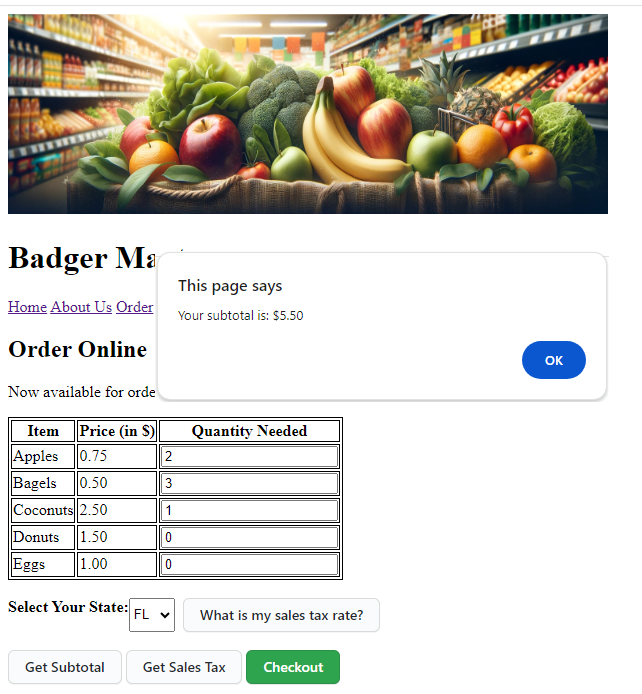 Badger Ma
This page says
Your subtotal is: $5.50
OK
Home About Us Order
Order Online
Now available for orde
Item Price (in $) Quantity Needed
Apples 0.75 2
Bagels 0.50 3
Coconuts 2.50 1
Donuts 1.50 0
Eggs 1.00 0
Select Your State: FL What is my sales tax rate?
Get Subtotal Get Sales Tax Checkout